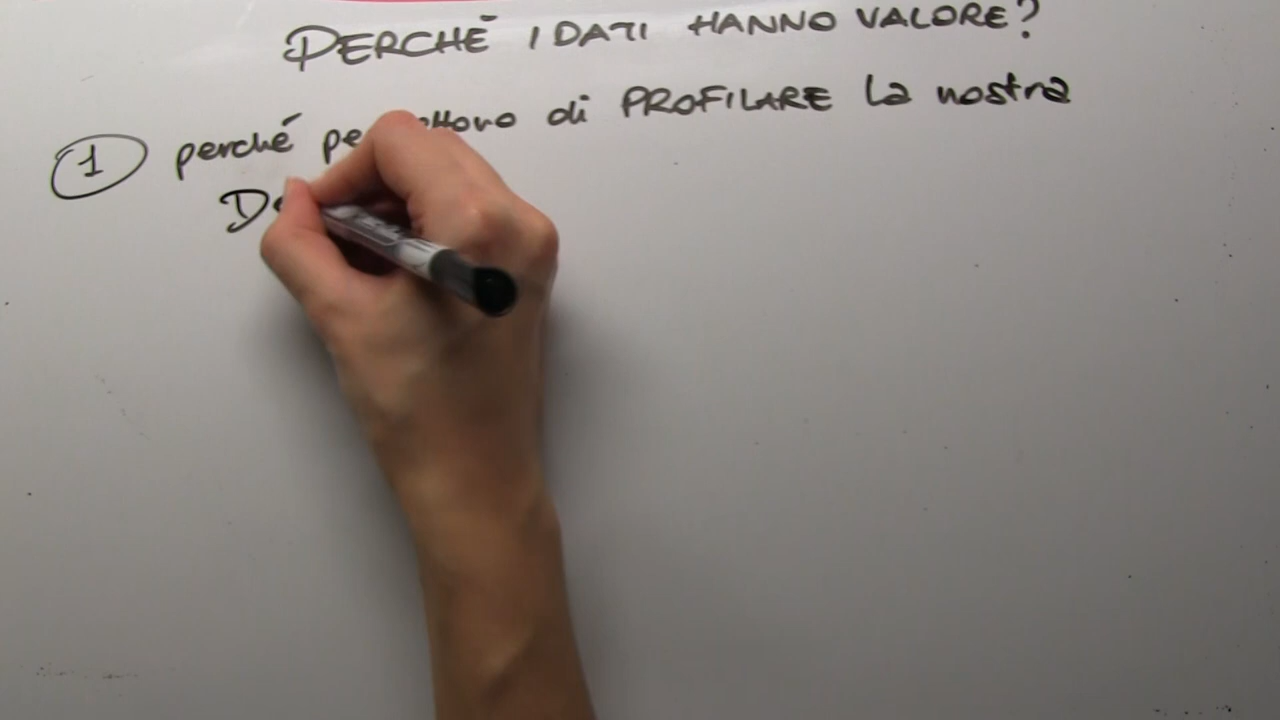 PERCHÉ I DATI HANNO VALORE?
1 perché di PROFILARE la nostra